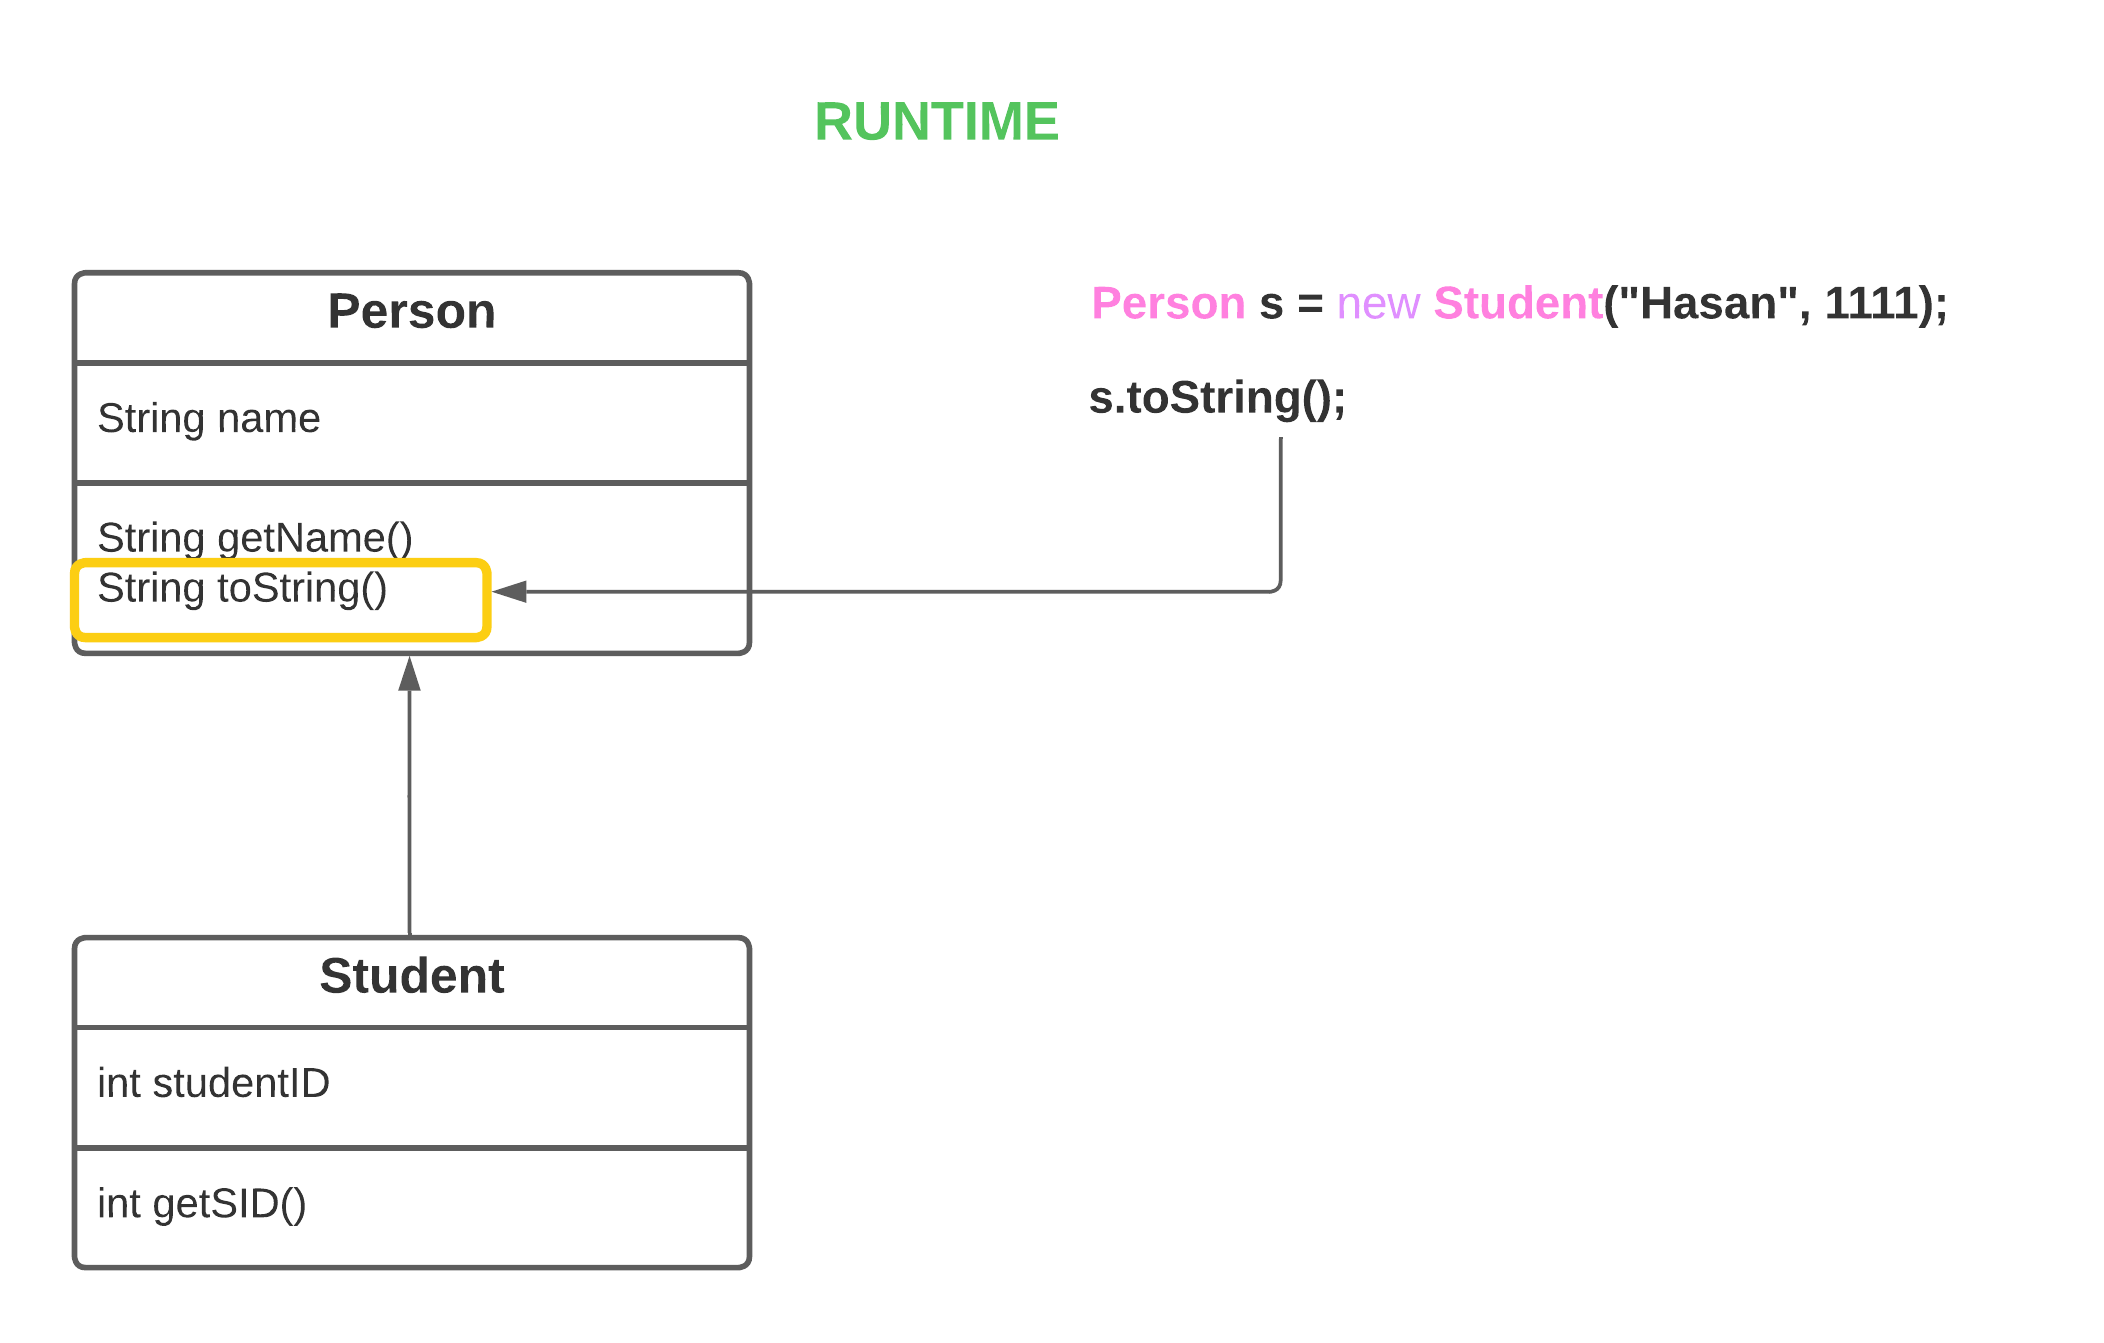 RUNTIME
Person
String name
String getName()
String toString()
Person s = new Student("Hasan", 1111);
s.toString();
Student
int studentID
int getSID()